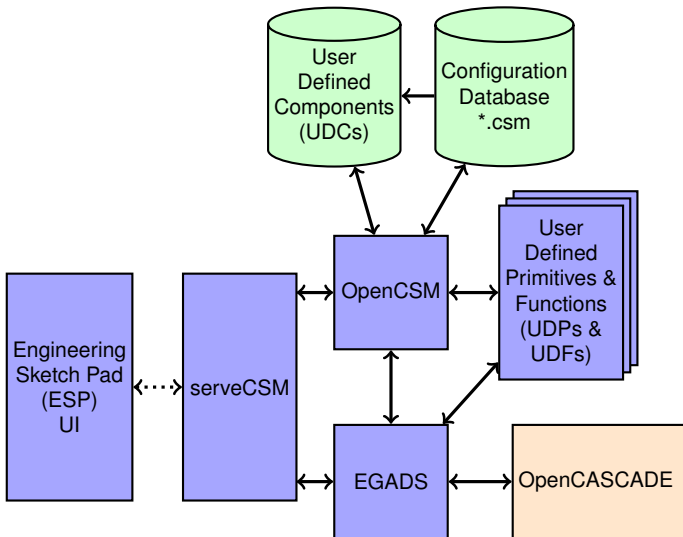 User
Defined
Components
(UDCs)
Configuration
Database
*.csm
User
Defined
Primitives &
Functions
(UDPs &
UDFs)
OpenCSM
Engineering
Sketch Pad
(ESP)
UI
serveCSM
EGADS
OpenCASCADE